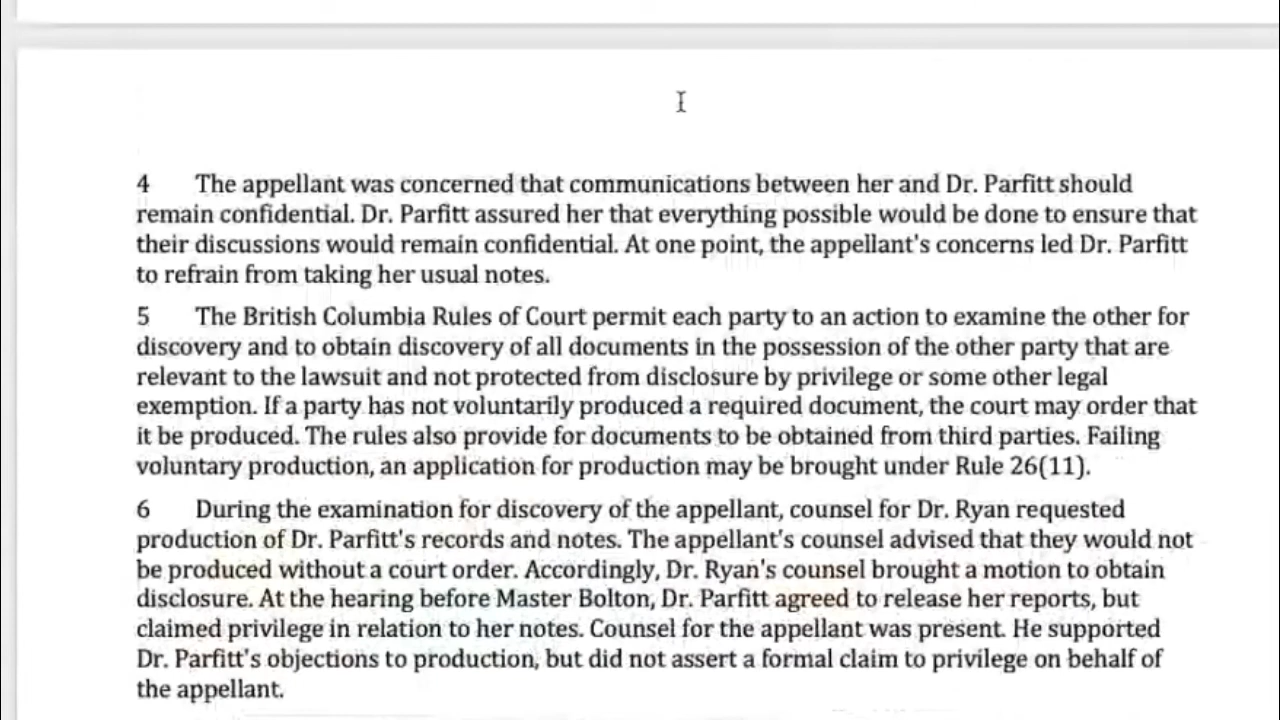 4 The appellant was concerned that communications between her and Dr. Parfitt should
remain confidential. Dr. Parfitt assured her that everything possible would be done to ensure that
their discussions would remain confidential. At one point, the appellant's concerns led Dr. Parfitt
to refrain from taking her usual notes.
5 The British Columbia Rules of Court permit each party to an action to examine the other for
discovery and to obtain discovery of all documents in the possession of the other party that are
relevant to the lawsuit and not protected from disclosure by privilege or some other legal
exemption. If a party has not voluntarily produced a required document, the court may order that
it be produced. The rules also provide for documents to be obtained from third parties. Failing
voluntary production, an application for production may be brought under Rule 26(11).
6 During the examination for discovery of the appellant, counsel for Dr. Ryan requested
production of Dr. Parfitt's records and notes. The appellant's counsel advised that they would not
be produced without a court order. Accordingly, Dr. Ryan's counsel brought a motion to obtain
disclosure. At the hearing before Master Bolton, Dr. Parfitt agreed to release her reports, but
claimed privilege in relation to her notes. Counsel for the appellant was present. He supported
Dr. Parfitt's objections to production, but did not assert a formal claim to privilege on behalf of
the appellant.